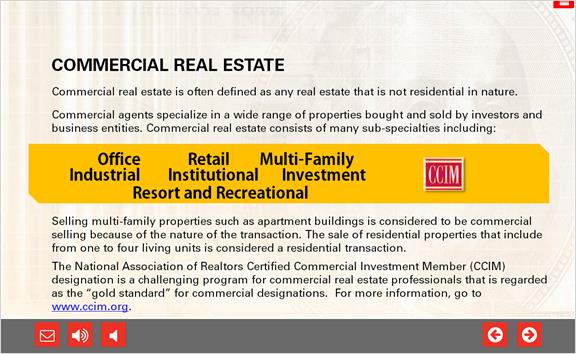 COMMERCIAL REAL ESTATE
Commercial real estate is often defined as any real estate that is not residential in nature.
Commercial agents specialize in a wide range of properties bought and sold by investors and
business entities. Commercial real estate consists of many sub-specialties including:
Office Retail Multi-Family
Industrial Institutional Investment
Resort and Recreational
CCIM
Selling multi-family properties such as apartment buildings is considered to be commercial
selling because of the nature of the transaction. The sale of residential properties that include
from one to four living units is considered a residential transaction.
The National Association of Realtors Certified Commercial Investment Member (CCIM)
designation is a challenging program for commercial real estate professionals that is regarded
as the “gold standard” for commercial designations. For more information, go to
www.ccim.org.